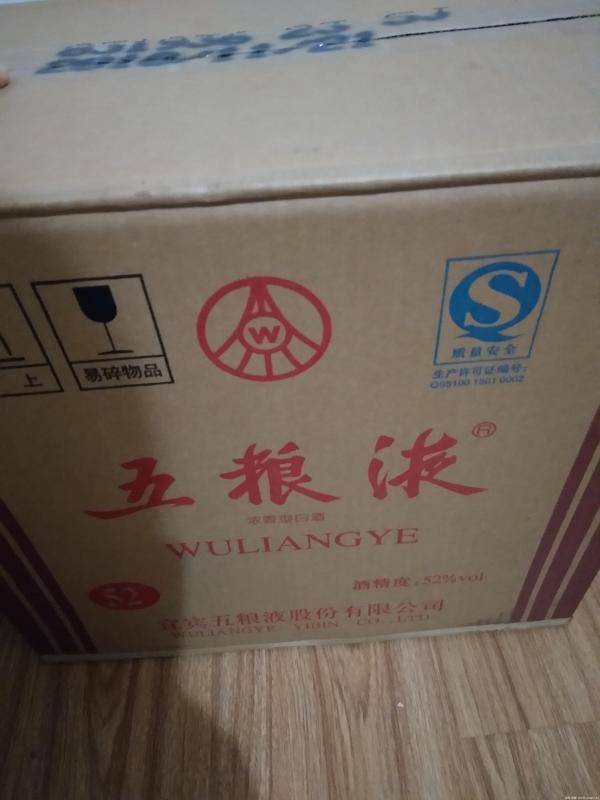 上
易碎物品
W
S
质量安全
生产许可证编号:
QS5100 1501 0002
五粮液®
浓香型白酒
WULIANGYE
52
酒精度:52%vol
宜宾五粮液股份有限公司
WULIANGYE YIBIN CO.,LTD.